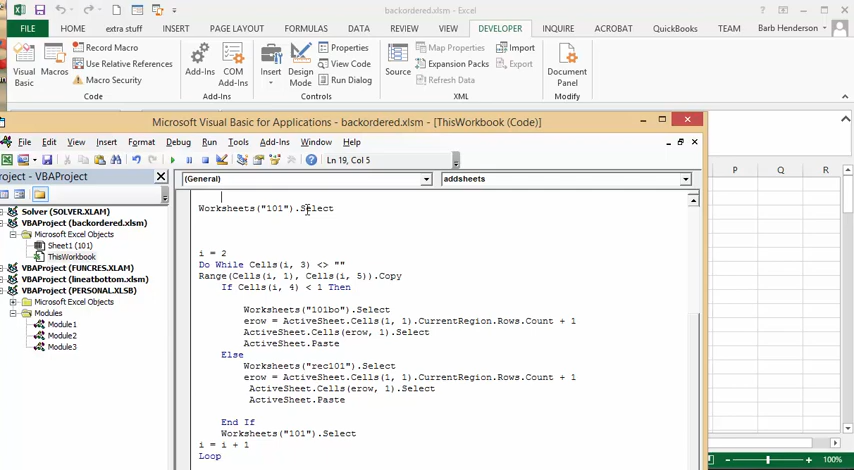 backordered.xlsm - Excel
FILE HOME extra stuff INSERT PAGE LAYOUT FORMULAS DATA REVIEW VIEW DEVELOPER INQUIRE ACROBAT QuickBooks TEAM Barb Henderson
Visual Basic
Macros
Record Macro
Use Relative References
Macro Security
Code
Add-Ins
COM Add-Ins
Add-Ins
Insert
Design Mode
Properties
View Code
Run Dialog
Controls
Source
Map Properties
Expansion Packs
Refresh Data
Import
Export
XML
Document Panel
Modify
Microsoft Visual Basic for Applications - backordered.xlsm - [ThisWorkbook (Code)]
File Edit View Insert Format Debug Run Tools Add-Ins Window Help
Ln 19, Col 5
roject - VBAProject
(General) addsheets
Solver (SOLVER.XLAM)
VBAProject (backordered.xlsm)
Microsoft Excel Objects
Sheet1 (101)
ThisWorkbook
VBAProject (FUNCRES.XLAM)
VBAProject (lineatbottom.xlsm)
VBAProject (PERSONAL.XLSB)
Microsoft Excel Objects
Modules
Module1
Module2
Module3
Worksheets("101").Select
i = 2
Do While Cells(i, 3) <> ""
Range(Cells(i, 1), Cells(i, 5)).Copy
If Cells(i, 4) < 1 Then
Worksheets("101bo").Select
erow = ActiveSheet.Cells(1, 1).CurrentRegion.Rows.Count + 1
ActiveSheet.Cells(erow, 1).Select
ActiveSheet.Paste
Else
Worksheets("rec101").Select
erow = ActiveSheet.Cells(1, 1).CurrentRegion.Rows.Count + 1
ActiveSheet.Cells(erow, 1).Select
ActiveSheet.Paste
End If
Worksheets("101").Select
i = i + 1
Loop
P Q R
100%